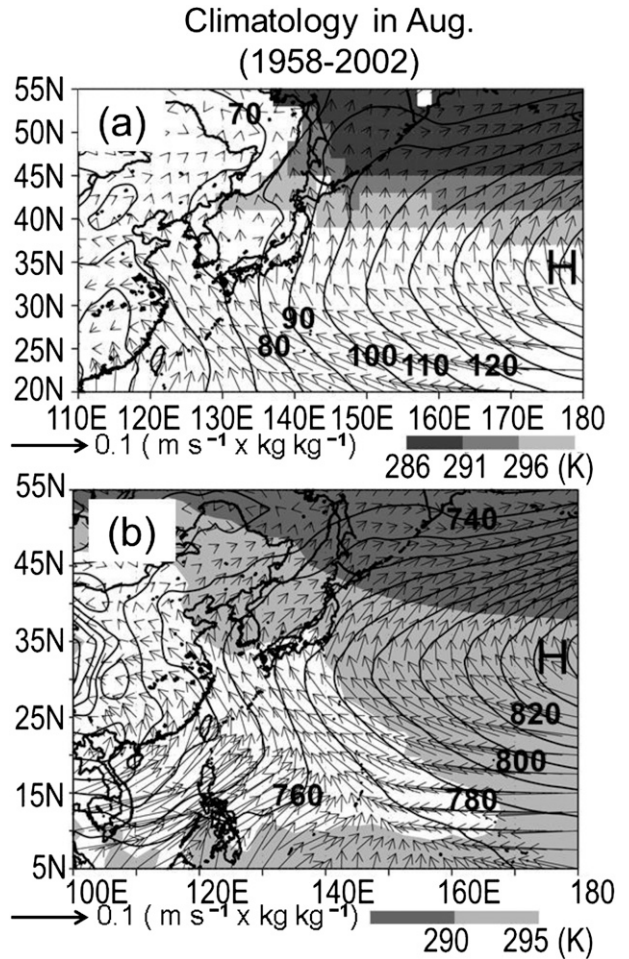 Climatology in Aug.
(1958-2002)
55N
(a)
70
50N
45N
40N
35N
H
30N
90
25N
80
100
110
120
20N
110E 120E 130E 140E 150E 160E 170E 180
0.1 ( m s⁻¹ x kg kg⁻¹)
286 291 296 (K)
55N
(b)
740
45N
35N
H
25N
820
800
15N
760
780
5N
100E 120E 140E 160E 180
0.1 ( m s⁻¹ x kg kg⁻¹)
290 295 (K)